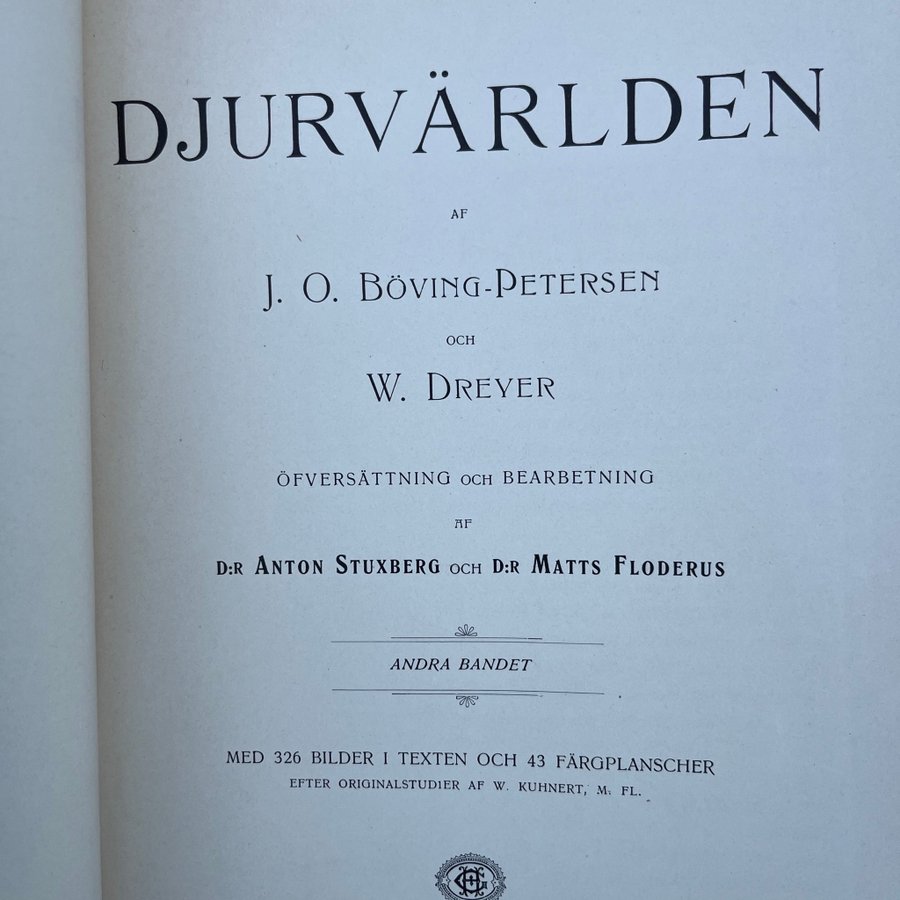 DJURVÄRLDEN
AF
J. O. BÖVING-PETERSEN
OCH
W. DREYER
ÖFVERSÄTTNING OCH BEARBETNING
AF
D:R ANTON STUXBERG OCH D:R MATTS FLODERUS
ANDRA BANDET
MED 326 BILDER I TEXTEN OCH 43 FÄRGPLANSCHER
EFTER ORIGINALSTUDIER AF W. KUHNERT, M. FL.